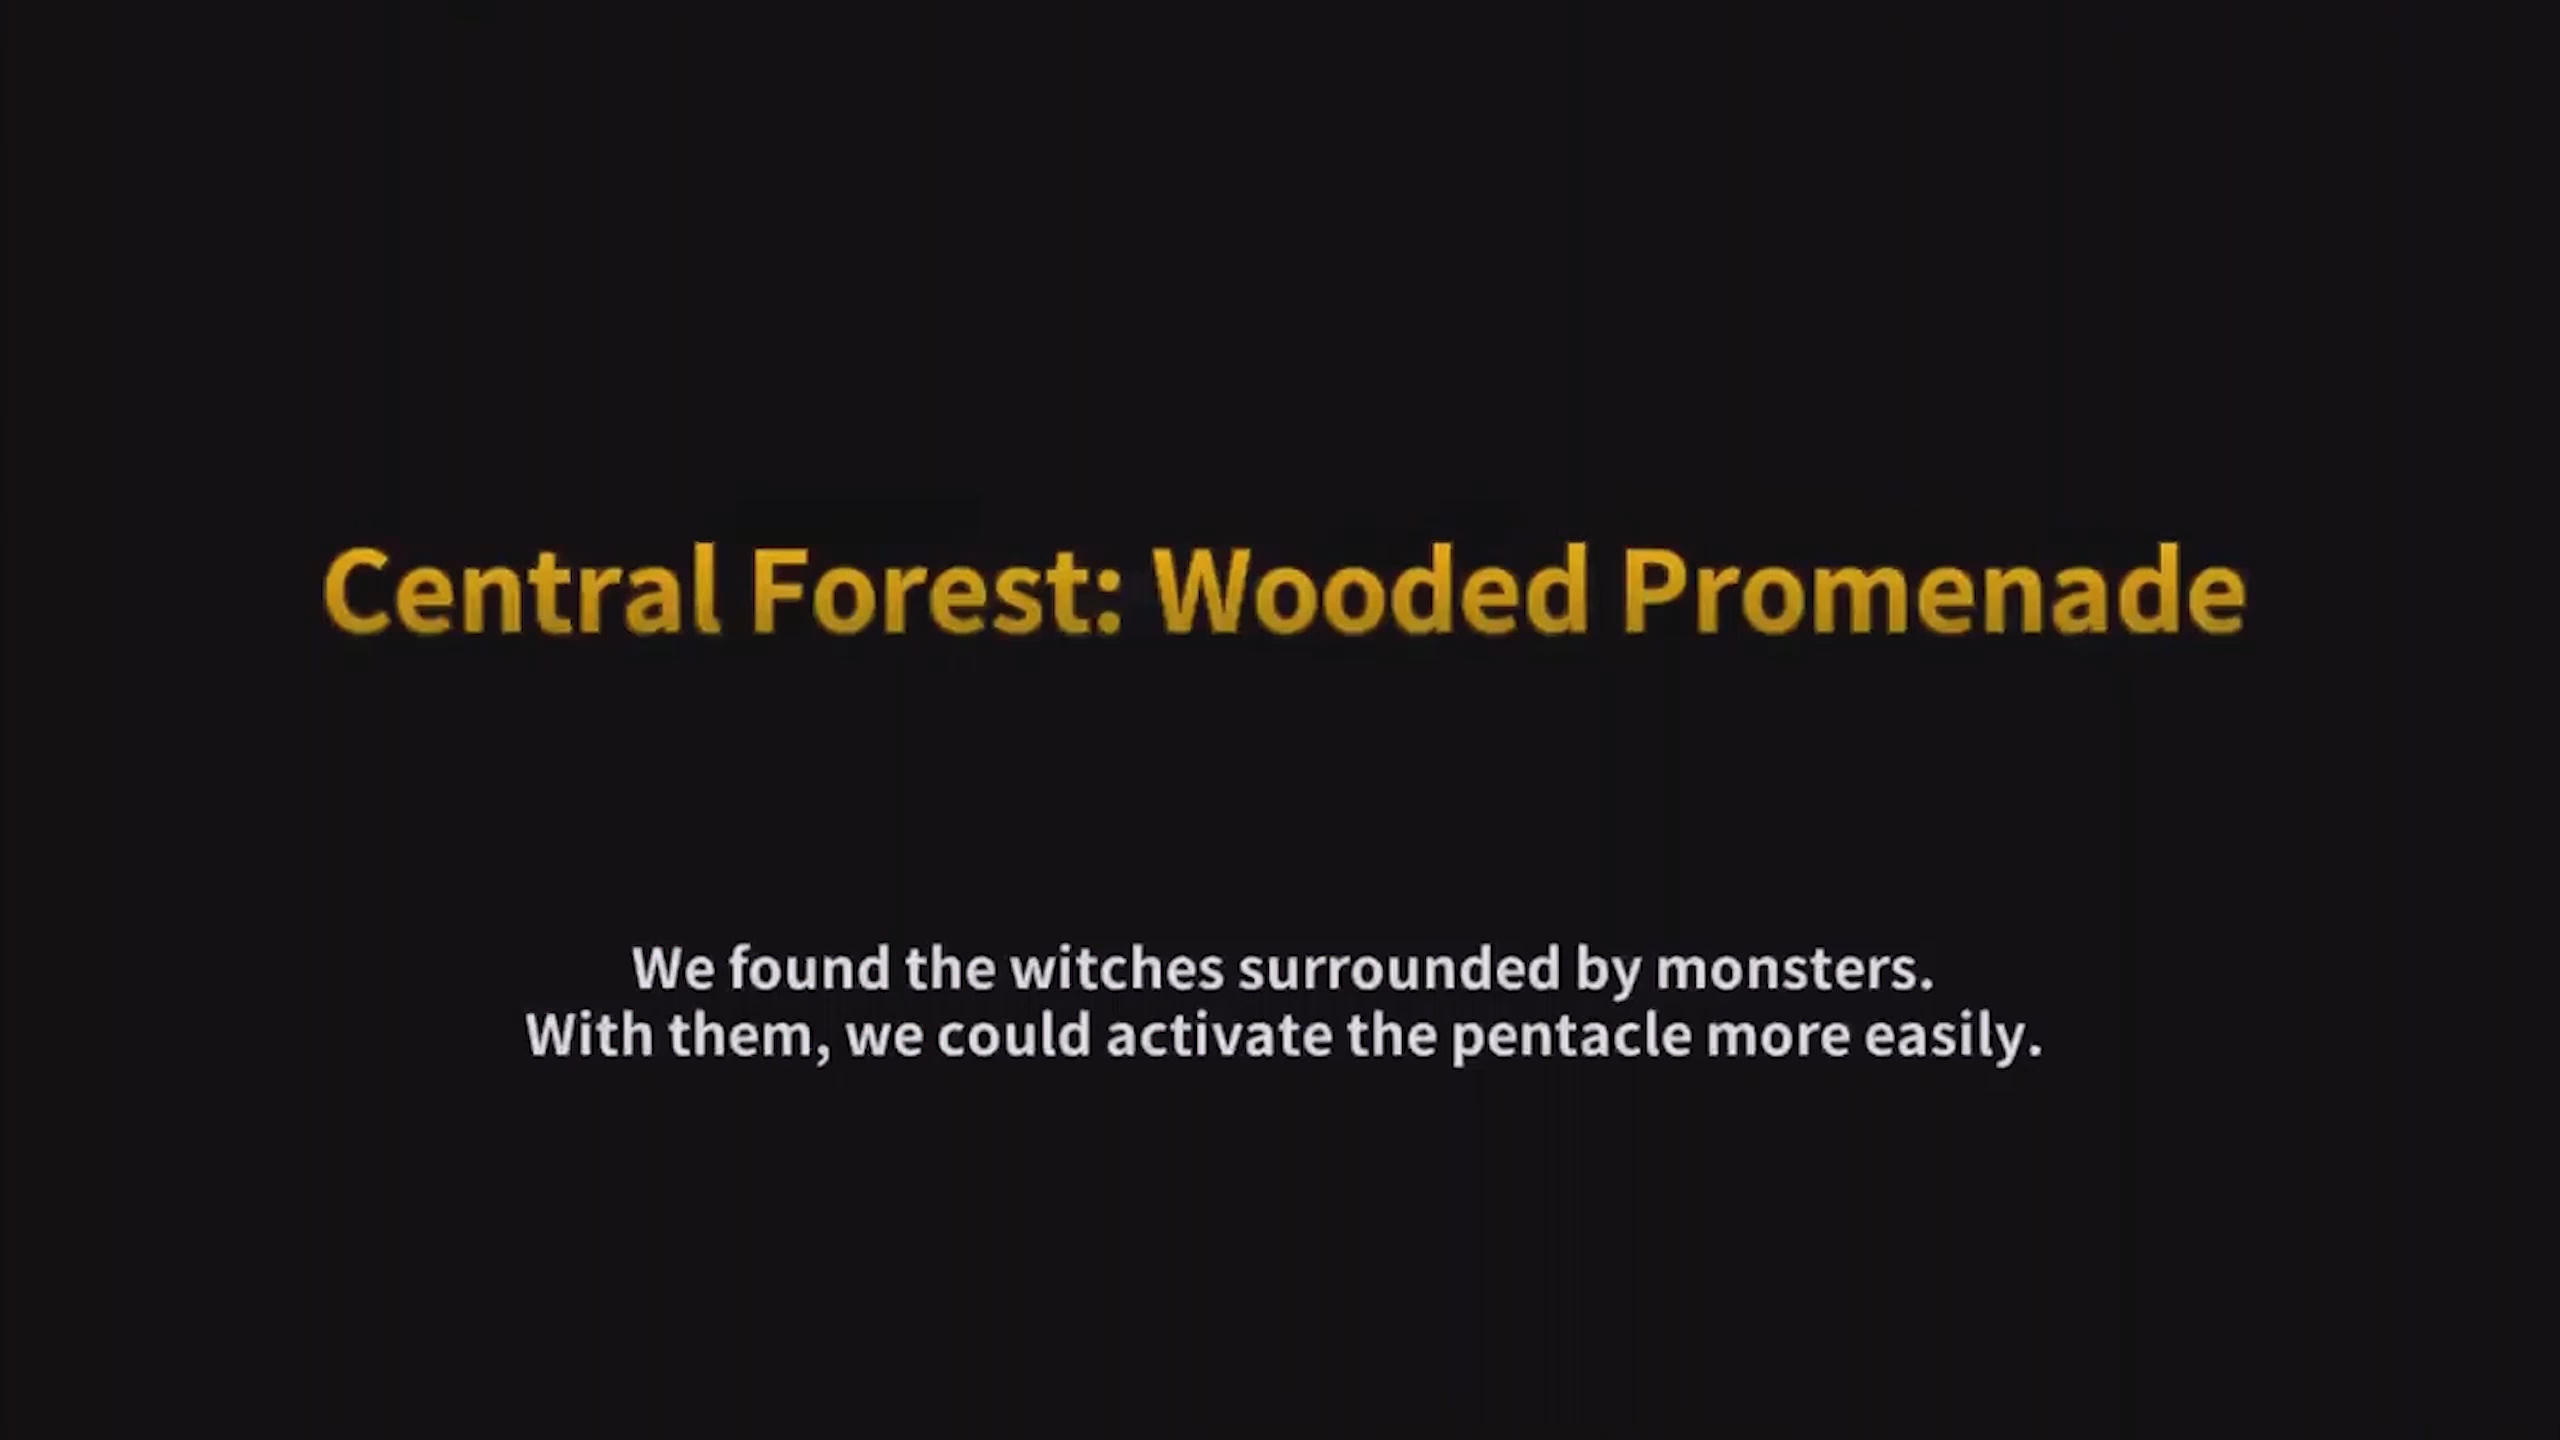 Central Forest: Wooded Promenade
We found the witches surrounded by monsters.
With them, we could activate the pentacle more easily.